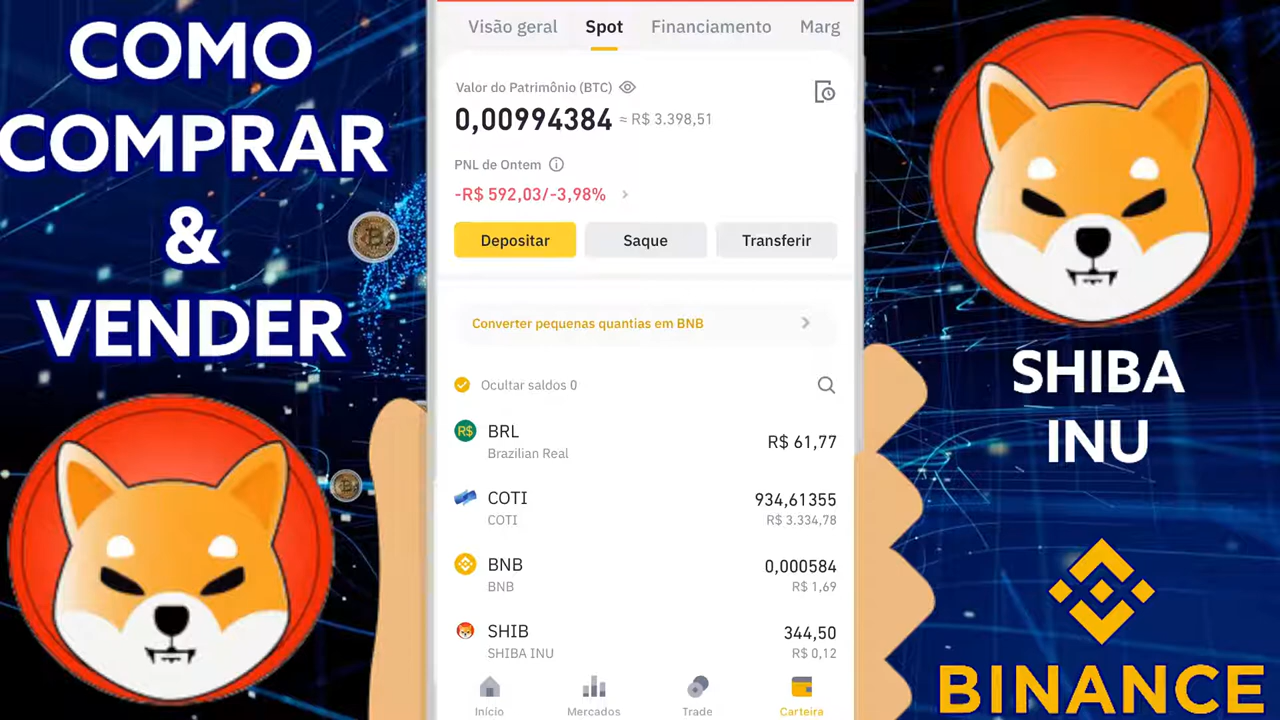 COMO
COMPRAR
&
VENDER
Visão geral Spot Financiamento Marg
Valor do Patrimônio (BTC)
0,00994384 ≈ R$ 3.398,51
PNL de Ontem
-R$ 592,03/-3,98%
Depositar Saque Transferir
Converter pequenas quantias em BNB
Ocultar saldos 0
R$ BRL
Brazilian Real
R$ 61,77
COTI
COTI
934,61355
R$ 3.334,78
BNB
BNB
0,000584
R$ 1,69
SHIB
SHIBA INU
344,50
R$ 0,12
Início Mercados Trade Carteira
SHIBA
INU
BINANCE